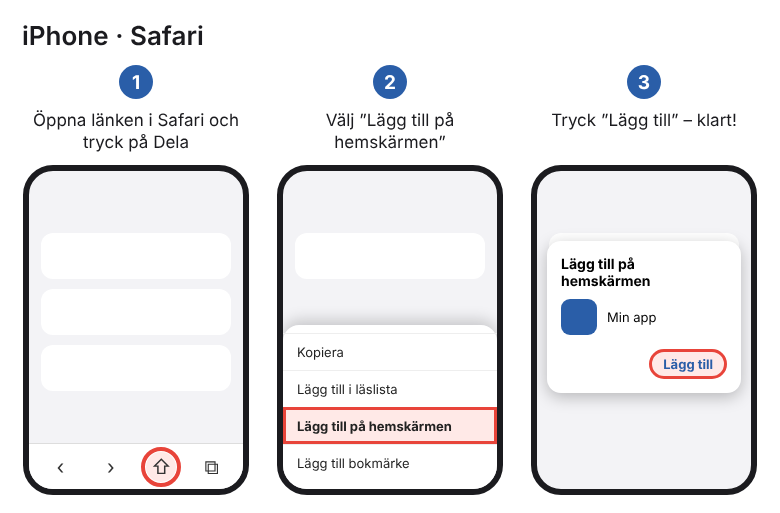 iPhone · Safari
1
Öppna länken i Safari och
tryck på Dela
2
Välj ”Lägg till på
hemskärmen”
3
Tryck ”Lägg till” – klart!
Kopiera
Lägg till i läslista
Lägg till på hemskärmen
Lägg till bokmärke
Lägg till på
hemskärmen
Min app
Lägg till